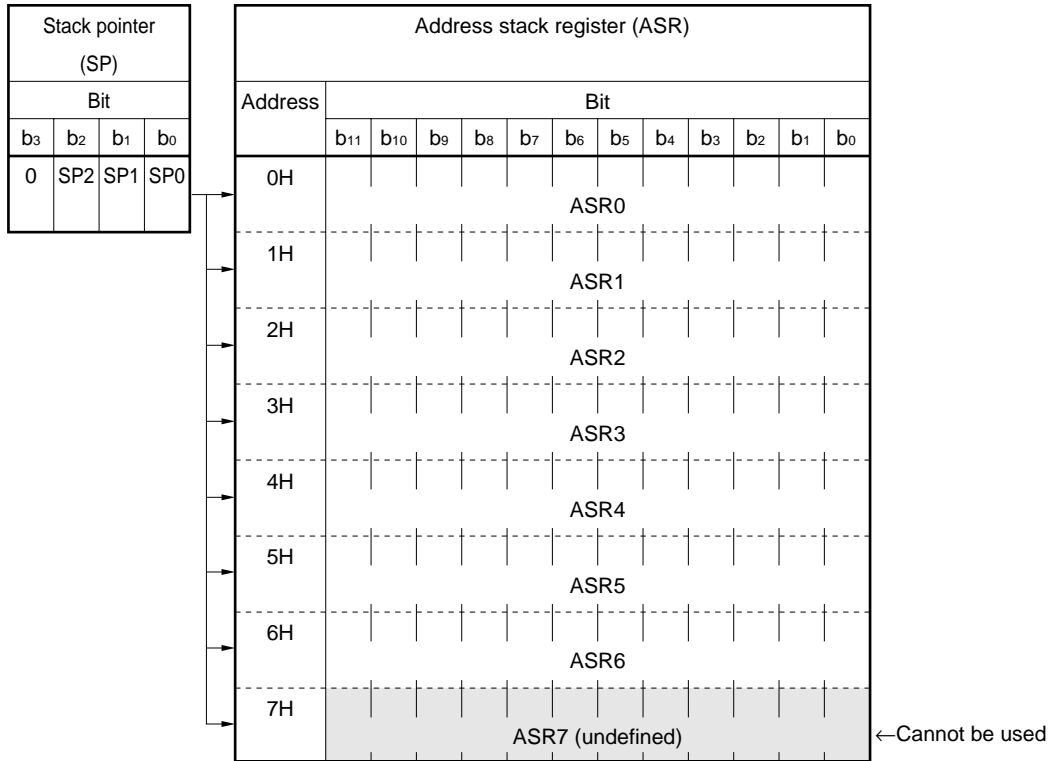 Stack pointer
(SP)
Bit
b3 b2 b1 b0
0 SP2 SP1 SP0
Address stack register (ASR)
Address Bit
b11 b10 b9 b8 b7 b6 b5 b4 b3 b2 b1 b0
0H
ASR0
1H
ASR1
2H
ASR2
3H
ASR3
4H
ASR4
5H
ASR5
6H
ASR6
7H
ASR7 (undefined)
←Cannot be used